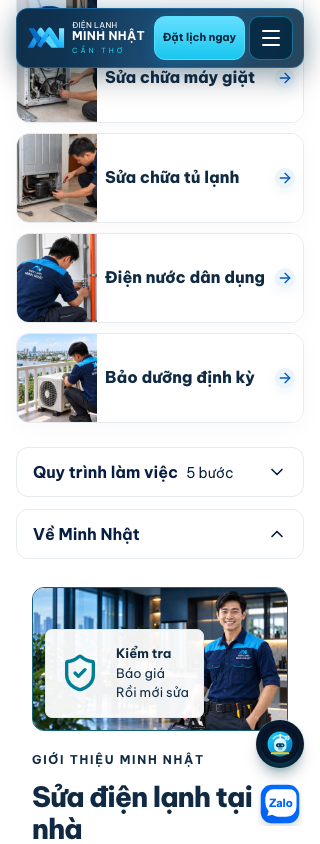 ĐIỆN LẠNH
MINH NHẬT
CẦN THƠ
Đặt lịch ngay
Sửa chữa máy giặt
Sửa chữa tủ lạnh
Điện nước dân dụng
Bảo dưỡng định kỳ
Quy trình làm việc 5 bước
Về Minh Nhật
Kiểm tra
Báo giá
Rồi mới sửa
GIỚI THIỆU MINH NHẬT
Sửa điện lạnh tại
nhà
Zalo